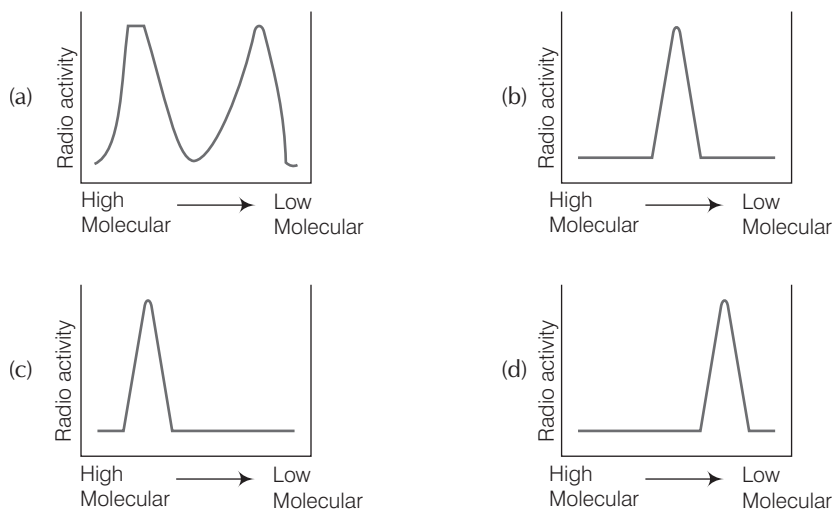 (a)
Radio activity
High
Molecular
Low
Molecular
(b)
Radio activity
High
Molecular
Low
Molecular
(c)
Radio activity
High
Molecular
Low
Molecular
(d)
Radio activity
High
Molecular
Low
Molecular